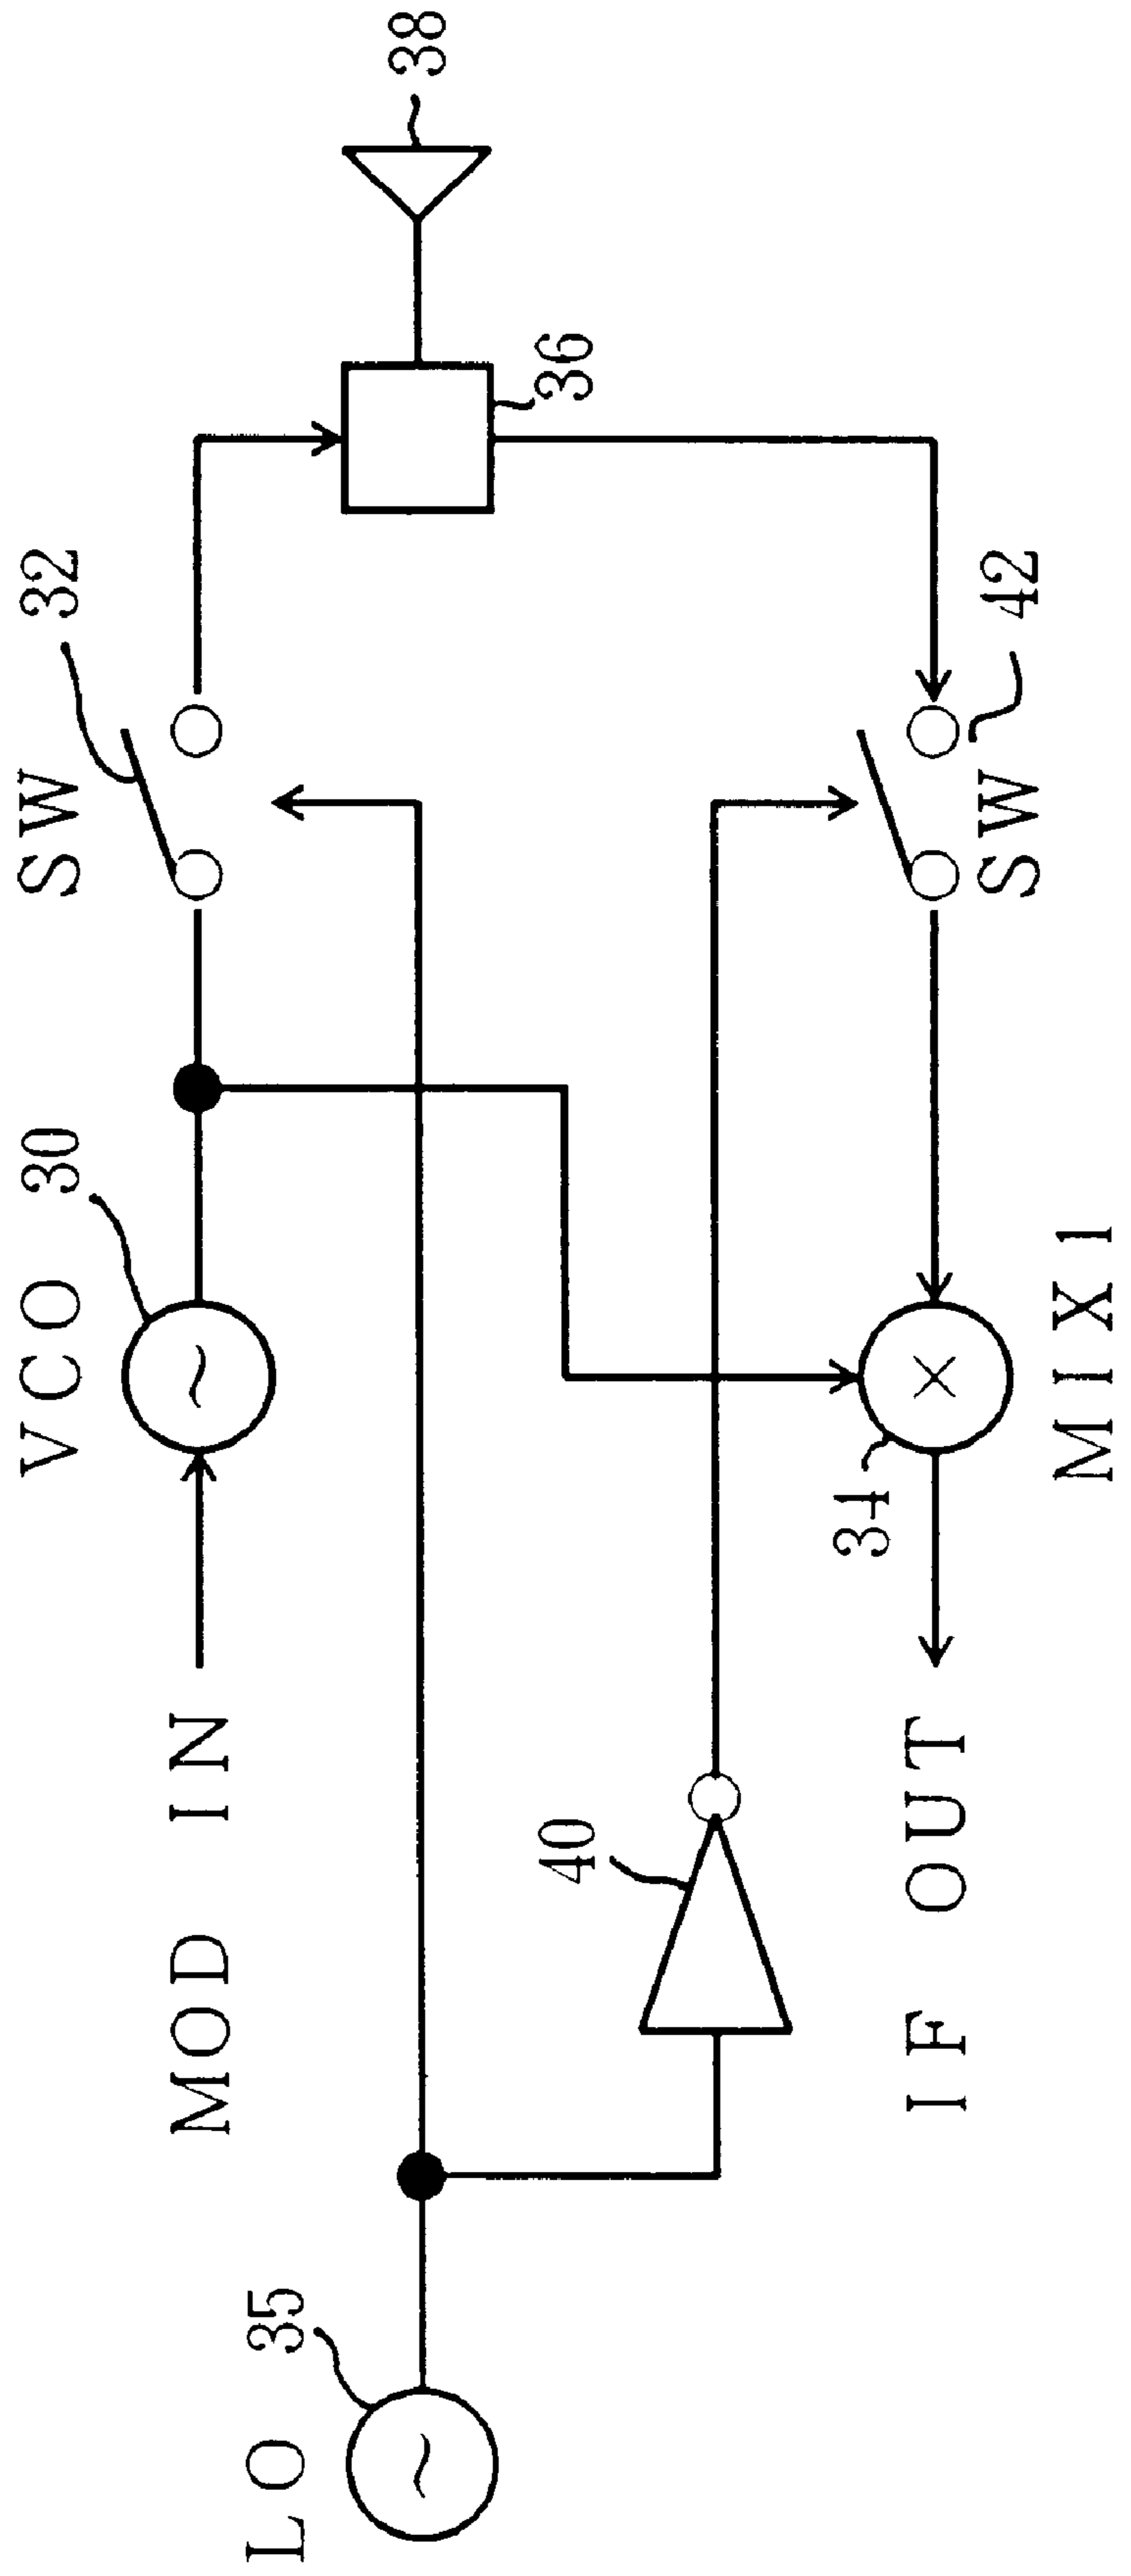 VCO 30
SW 32
MOD IN
38
36
LO 35
40
SW 42
34
MIX1
IF OUT